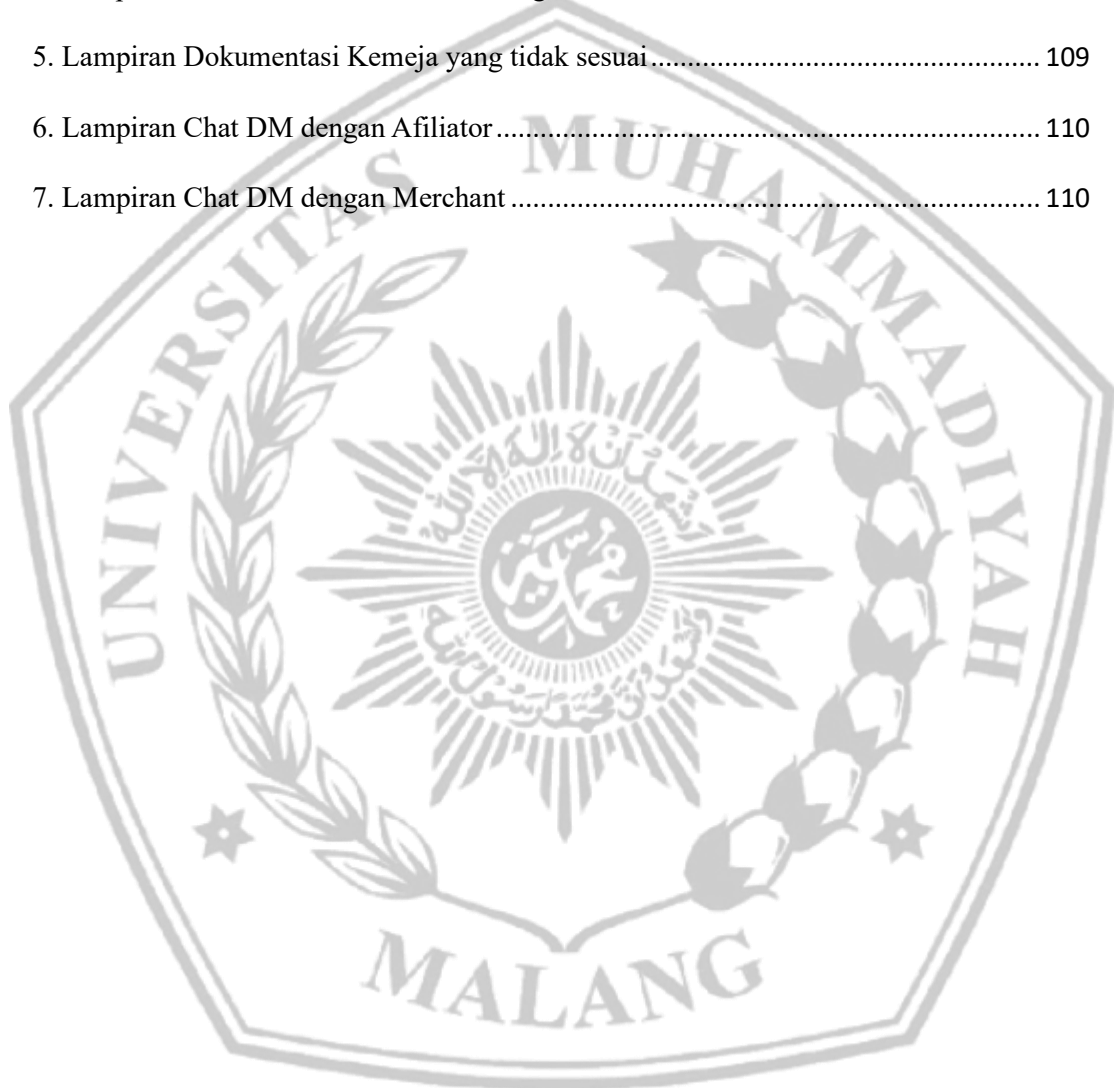 5. Lampiran Dokumentasi Kemeja yang tidak sesuai ........................................................ 109
6. Lampiran Chat DM dengan Afiliator ........................................................................ 110
7. Lampiran Chat DM dengan Merchant ........................................................................ 110
UNIVERSITAS MUHAMMADIYAH
MALANG